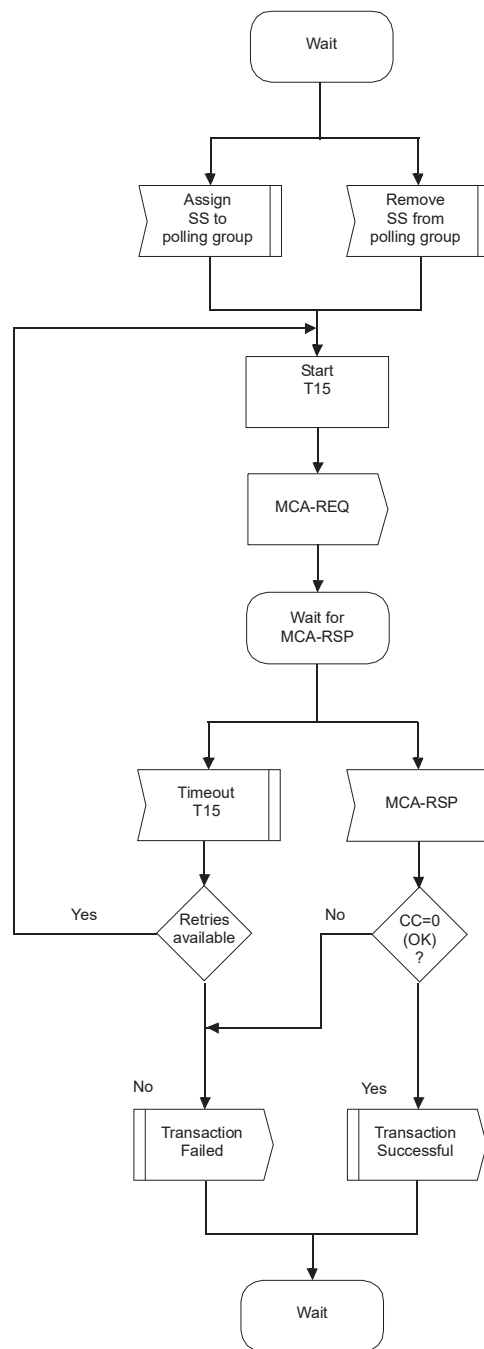 Wait
Assign
SS to
polling group
Remove
SS from
polling group
Start
T15
MCA-REQ
Wait for
MCA-RSP
Timeout
T15
MCA-RSP
Yes
Retries
available
No
CC=0
(OK)
?
No
Yes
Transaction
Failed
Transaction
Successful
Wait